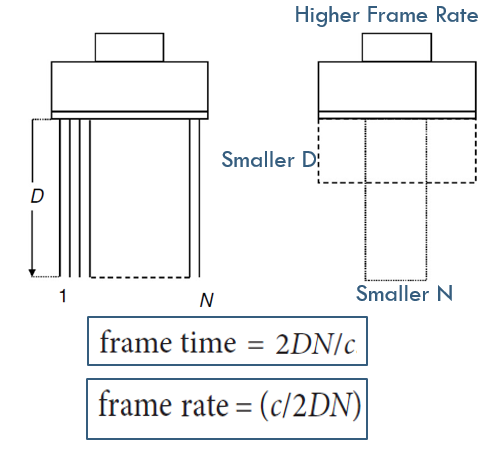 Higher Frame Rate
Smaller D
D
1
N
Smaller N
frame time = 2DN/c
frame rate = (c/2DN)